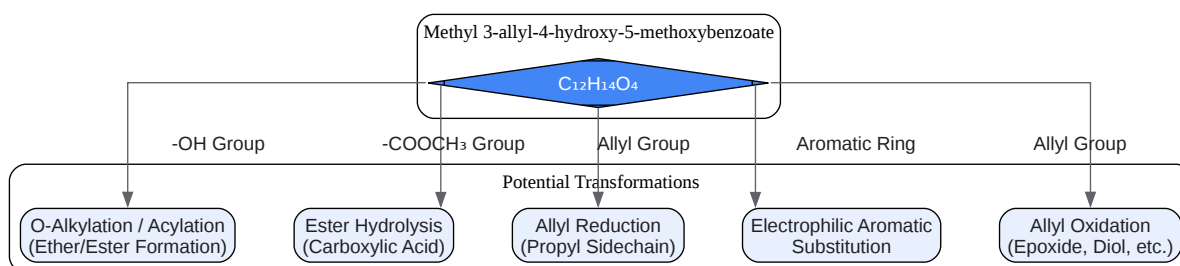 Methyl 3-allyl-4-hydroxy-5-methoxybenzoate
C₁₂H₁₄O₄
-OH Group
-COOCH₃ Group
Allyl Group
Aromatic Ring
Allyl Group
Potential Transformations
O-Alkylation / Acylation
(Ether/Ester Formation)
Ester Hydrolysis
(Carboxylic Acid)
Allyl Reduction
(Propyl Sidechain)
Electrophilic Aromatic
Substitution
Allyl Oxidation
(Epoxide, Diol, etc.)